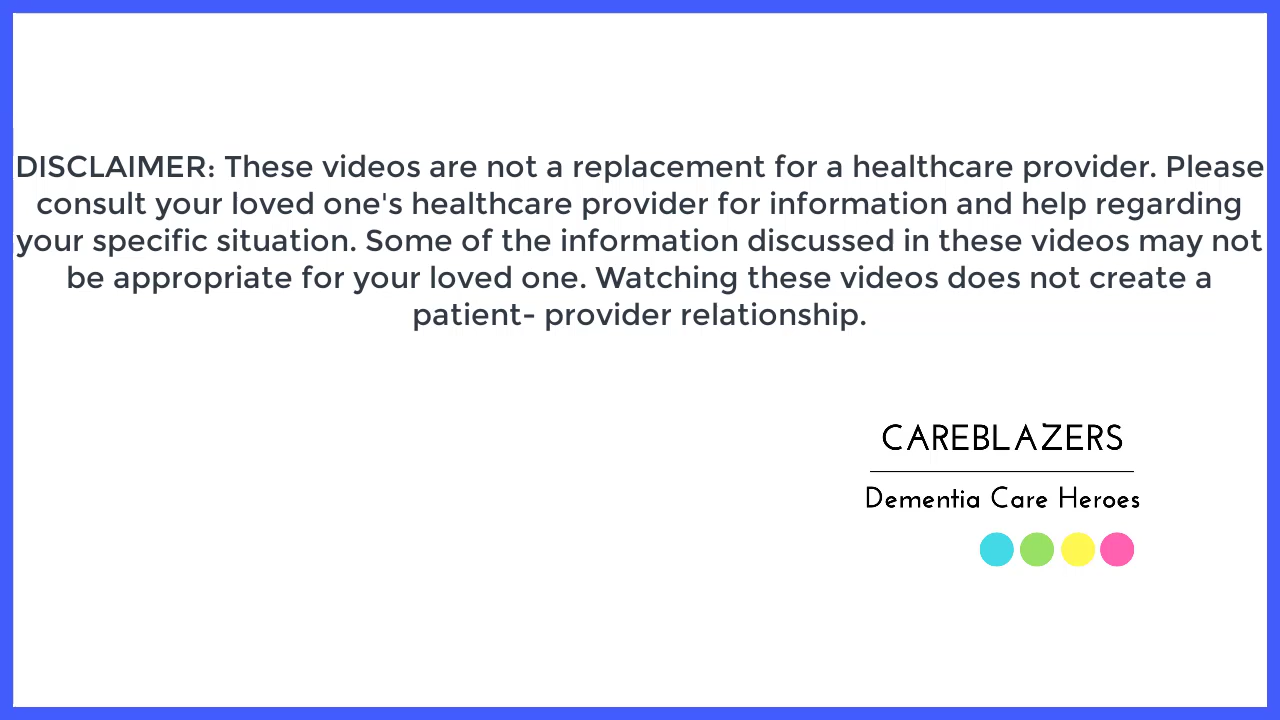 DISCLAIMER: These videos are not a replacement for a healthcare provider. Please
consult your loved one's healthcare provider for information and help regarding
your specific situation. Some of the information discussed in these videos may not
be appropriate for your loved one. Watching these videos does not create a
patient- provider relationship.
CAREBLAZERS
Dementia Care Heroes